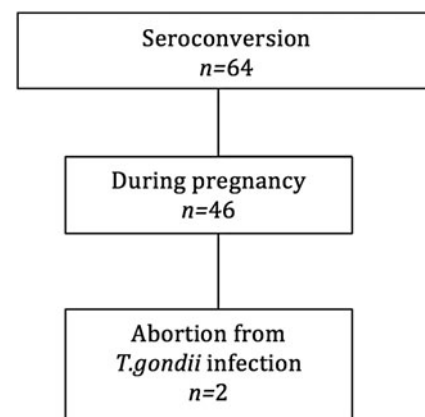 Seroconversion
n=64
During pregnancy
n=46
Abortion from
T.gondii infection
n=2